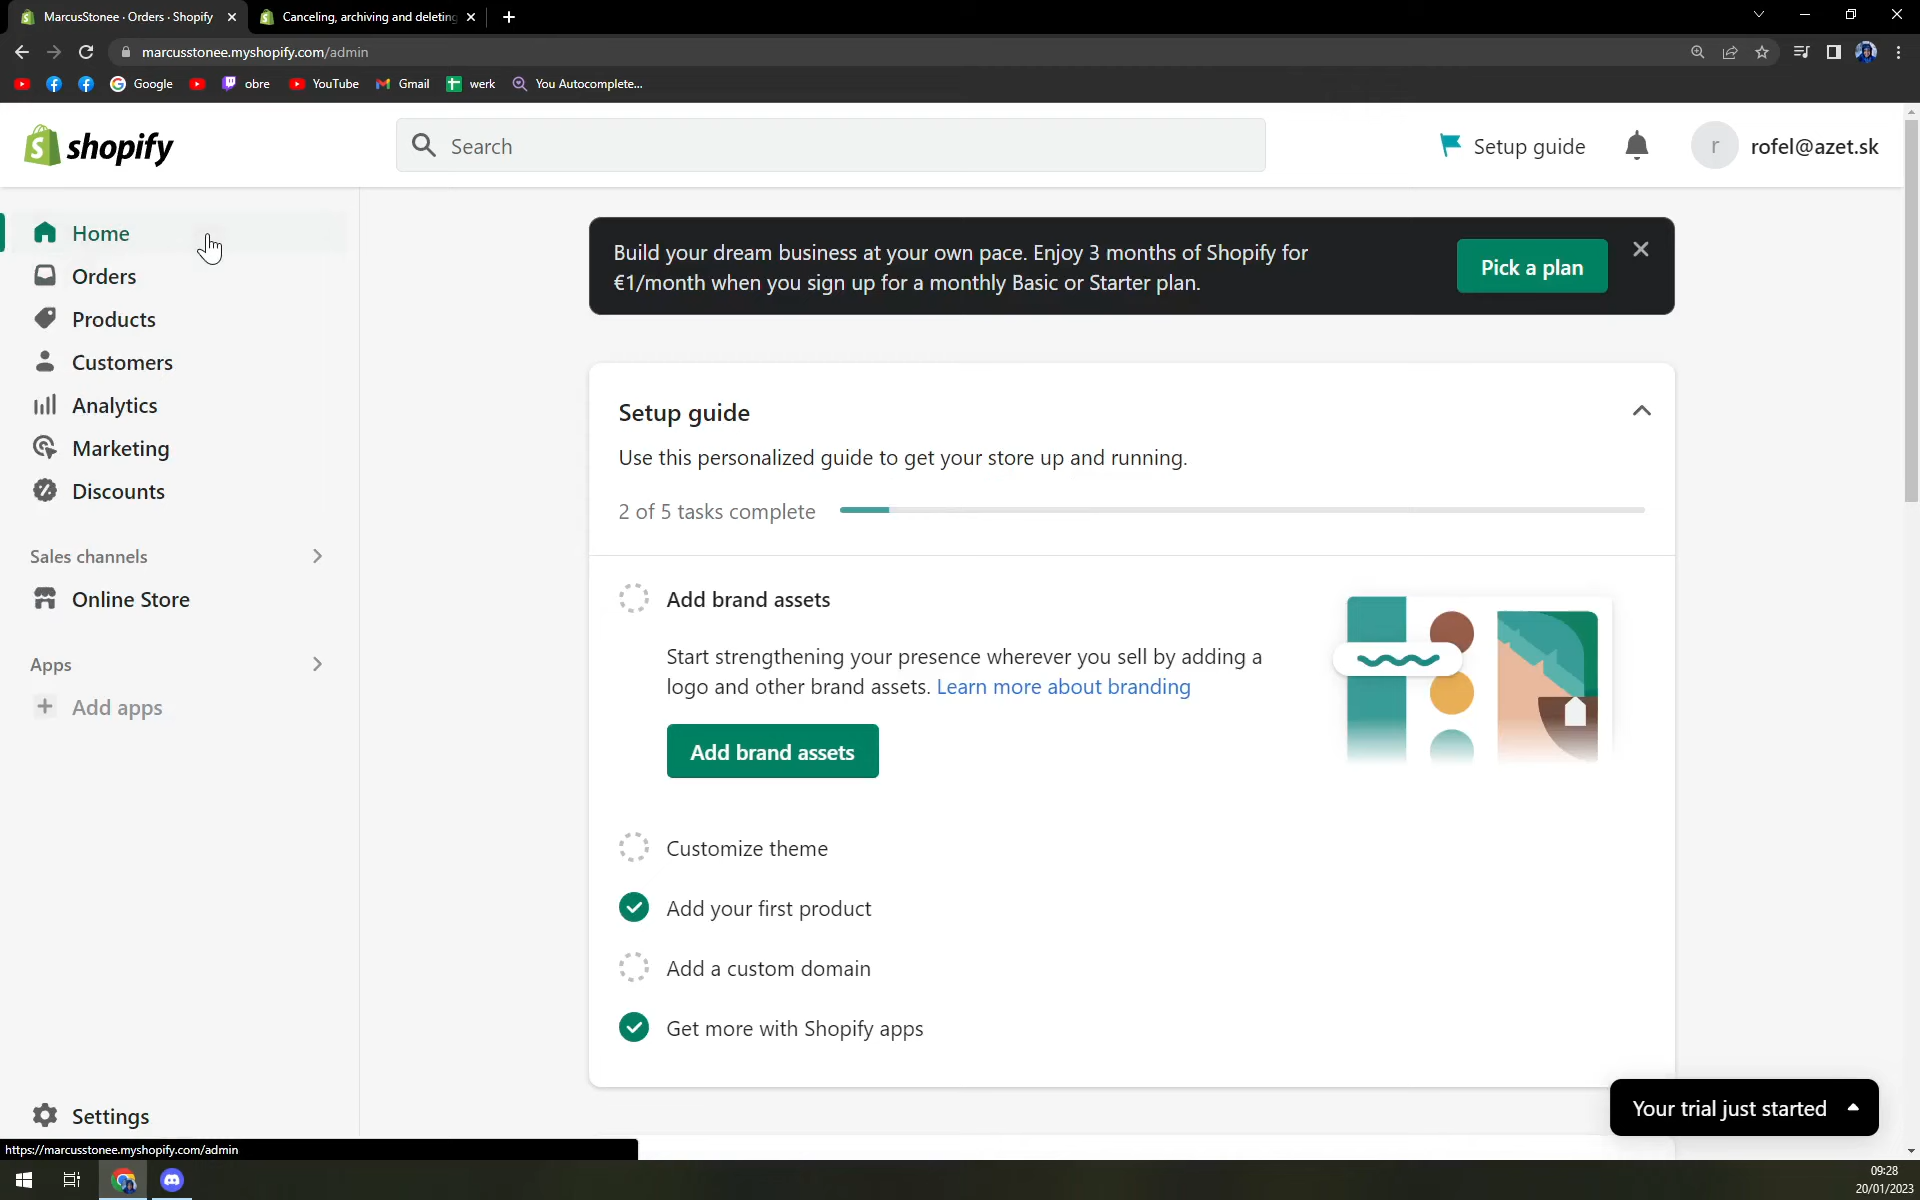 MarcusStonee · Orders · Shopify
Canceling, archiving and deleting
marcusstonee.myshopify.com/admin
Google
obre
YouTube
Gmail
werk
You Autocomplete...
shopify
Search
Setup guide
r
rofel@azet.sk
Home
Orders
Products
Customers
Analytics
Marketing
Discounts
Sales channels
Online Store
Apps
Add apps
Settings
Build your dream business at your own pace. Enjoy 3 months of Shopify for
€1/month when you sign up for a monthly Basic or Starter plan.
Pick a plan
Setup guide
Use this personalized guide to get your store up and running.
2 of 5 tasks complete
Add brand assets
Start strengthening your presence wherever you sell by adding a
logo and other brand assets. Learn more about branding
Add brand assets
Customize theme
Add your first product
Add a custom domain
Get more with Shopify apps
Your trial just started
https://marcusstonee.myshopify.com/admin
09:28
20/01/2023